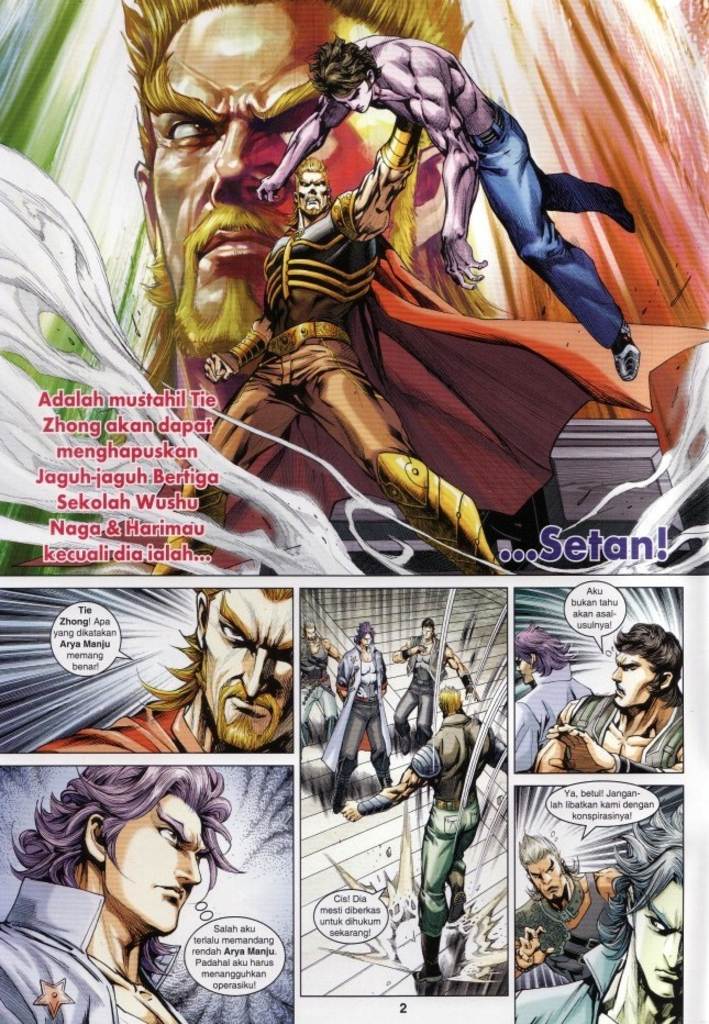 Adalah mustahil Tie
Zhong akan dapat
menghapuskan
Jaguh-jaguh Bertiga
Sekolah Wushu
Naga & Harimau
kecuali dia ialah...
...Setan!
Tie
Zhong! Apa
yang dikatakan
Arya Manju
memang
benar!
Salah aku
terlalu memandang
rendah Arya Manju.
Padahal aku harus
menangguhkan
operasiku!
Cis! Dia
mesti diberkas
untuk dihukum
sekarang!
Aku
bukan tahu
akan asal-
usulnya!
Ya, betul! Jangan-
lah libatkan kami dengan
konspirasimu!
2